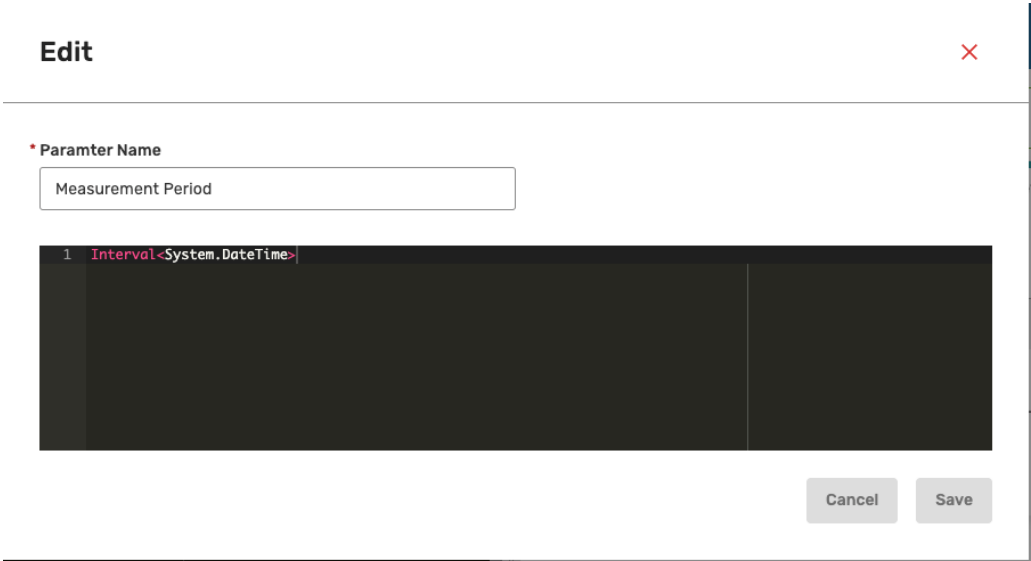 Edit
* Paramter Name
Measurement Period
1 Interval<System.DateTime>
Cancel Save